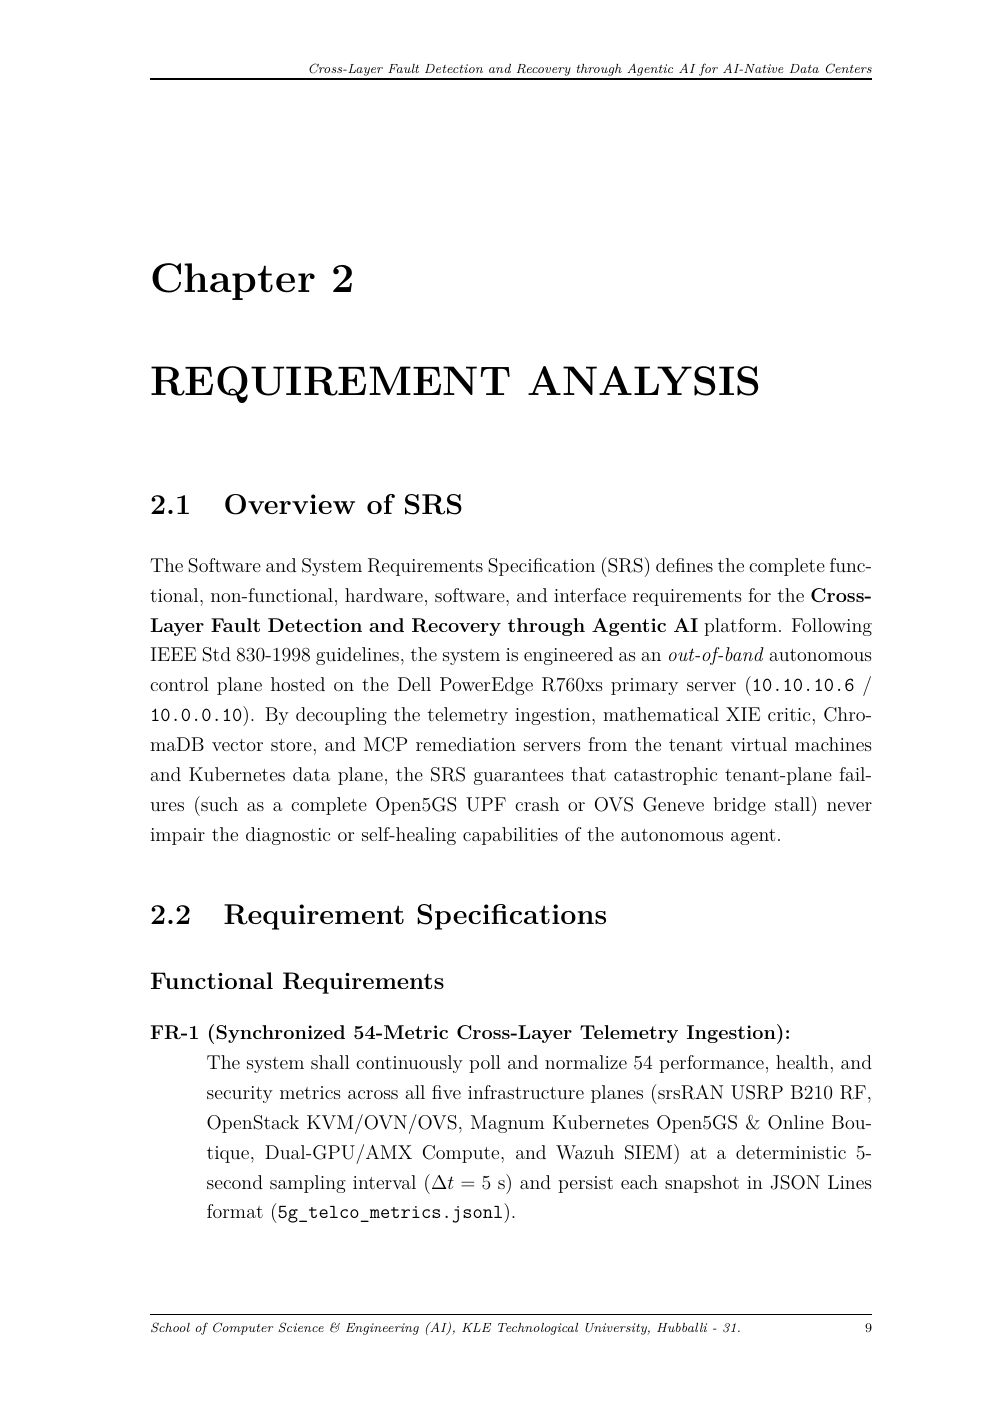 Cross-Layer Fault Detection and Recovery through Agentic AI for AI-Native Data Centers
Chapter 2
REQUIREMENT ANALYSIS
2.1 Overview of SRS
The Software and System Requirements Specification (SRS) defines the complete func-
tional, non-functional, hardware, software, and interface requirements for the Cross-
Layer Fault Detection and Recovery through Agentic AI platform. Following
IEEE Std 830-1998 guidelines, the system is engineered as an out-of-band autonomous
control plane hosted on the Dell PowerEdge R760xs primary server (10.10.10.6 /
10.0.0.10). By decoupling the telemetry ingestion, mathematical XIE critic, Chro-
maDB vector store, and MCP remediation servers from the tenant virtual machines
and Kubernetes data plane, the SRS guarantees that catastrophic tenant-plane fail-
ures (such as a complete Open5GS UPF crash or OVS Geneve bridge stall) never
impair the diagnostic or self-healing capabilities of the autonomous agent.
2.2 Requirement Specifications
Functional Requirements
FR-1 (Synchronized 54-Metric Cross-Layer Telemetry Ingestion):
The system shall continuously poll and normalize 54 performance, health, and
security metrics across all five infrastructure planes (srsRAN USRP B210 RF,
OpenStack KVM/OVN/OVS, Magnum Kubernetes Open5GS & Online Bou-
tique, Dual-GPU/AMX Compute, and Wazuh SIEM) at a deterministic 5-
second sampling interval (Δt = 5 s) and persist each snapshot in JSON Lines
format (5g_telco_metrics.jsonl).
School of Computer Science & Engineering (AI), KLE Technological University, Hubballi - 31. 9